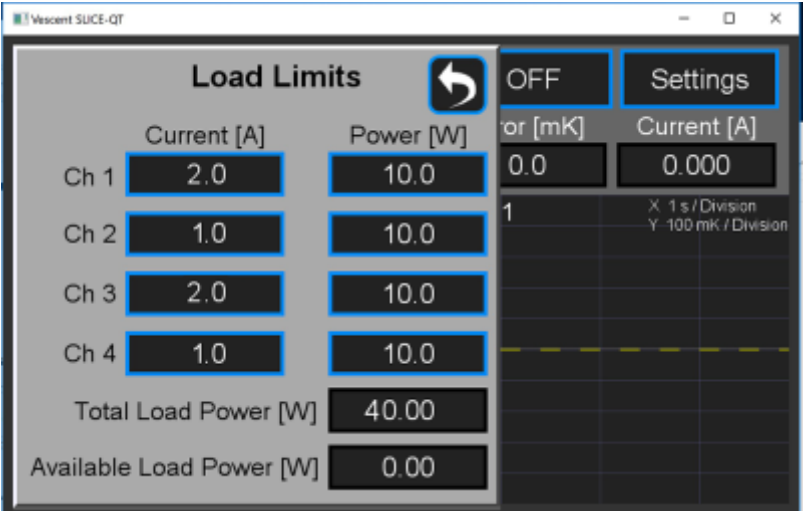 Vescent SLICE-QT
Load Limits
OFF
Settings
Current [A]
Power [W]
ror [mK]
Current [A]
Ch 1
2.0
10.0
0.0
0.000
Ch 2
1.0
10.0
1
X 1 s / Division
Y 100 mK / Division
Ch 3
2.0
10.0
Ch 4
1.0
10.0
Total Load Power [W]
40.00
Available Load Power [W]
0.00